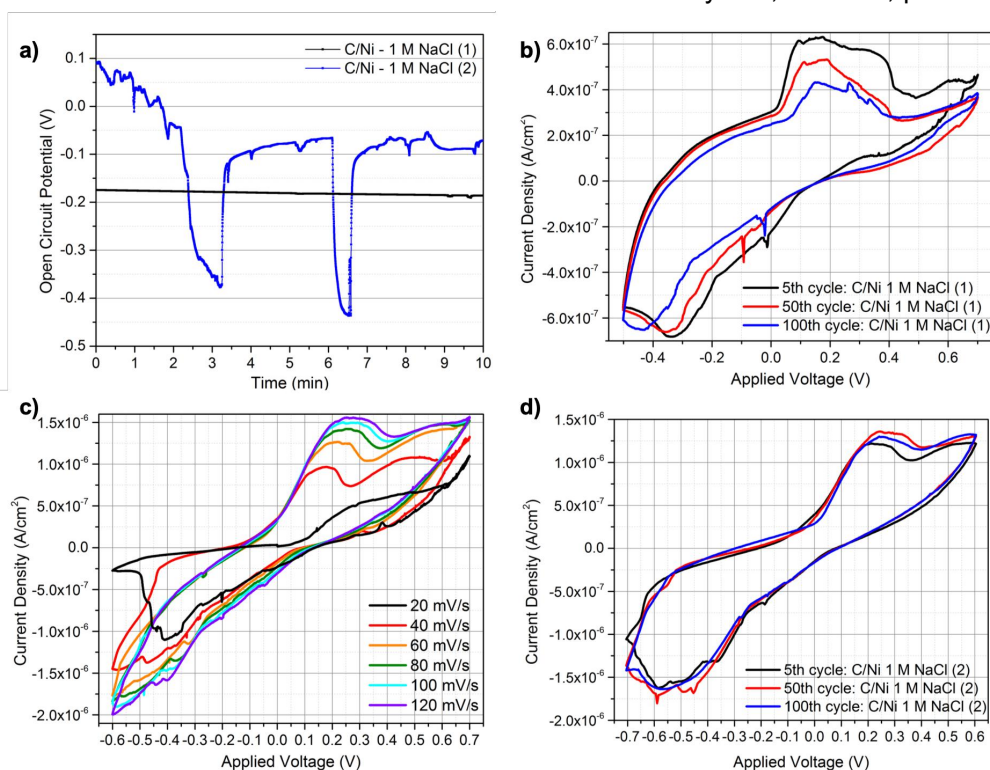 a)
C/Ni - 1 M NaCl (1)
C/Ni - 1 M NaCl (2)
Open Circuit Potential (V)
0.1
0.0
-0.1
-0.2
-0.3
-0.4
-0.5
0 1 2 3 4 5 6 7 8 9 10
Time (min)
b)
Current Density (A/cm²)
6.0x10⁻⁷
4.0x10⁻⁷
2.0x10⁻⁷
0.0
-2.0x10⁻⁷
-4.0x10⁻⁷
-6.0x10⁻⁷
5th cycle: C/Ni 1 M NaCl (1)
50th cycle: C/Ni 1 M NaCl (1)
100th cycle: C/Ni 1 M NaCl (1)
-0.4 -0.2 0.0 0.2 0.4 0.6
Applied Voltage (V)
c)
Current Density (A/cm²)
1.5x10⁻⁶
1.0x10⁻⁶
5.0x10⁻⁷
0.0
-5.0x10⁻⁷
-1.0x10⁻⁶
-1.5x10⁻⁶
-2.0x10⁻⁶
20 mV/s
40 mV/s
60 mV/s
80 mV/s
100 mV/s
120 mV/s
-0.6 -0.5 -0.4 -0.3 -0.2 -0.1 0.0 0.1 0.2 0.3 0.4 0.5 0.6 0.7
Applied Voltage (V)
d)
Current Density (A/cm²)
1.5x10⁻⁶
1.0x10⁻⁶
5.0x10⁻⁷
0.0
-5.0x10⁻⁷
-1.0x10⁻⁶
-1.5x10⁻⁶
-2.0x10⁻⁶
5th cycle: C/Ni 1 M NaCl (2)
50th cycle: C/Ni 1 M NaCl (2)
100th cycle: C/Ni 1 M NaCl (2)
-0.7 -0.6 -0.5 -0.4 -0.3 -0.2 -0.1 0.0 0.1 0.2 0.3 0.4 0.5 0.6
Applied Voltage (V)